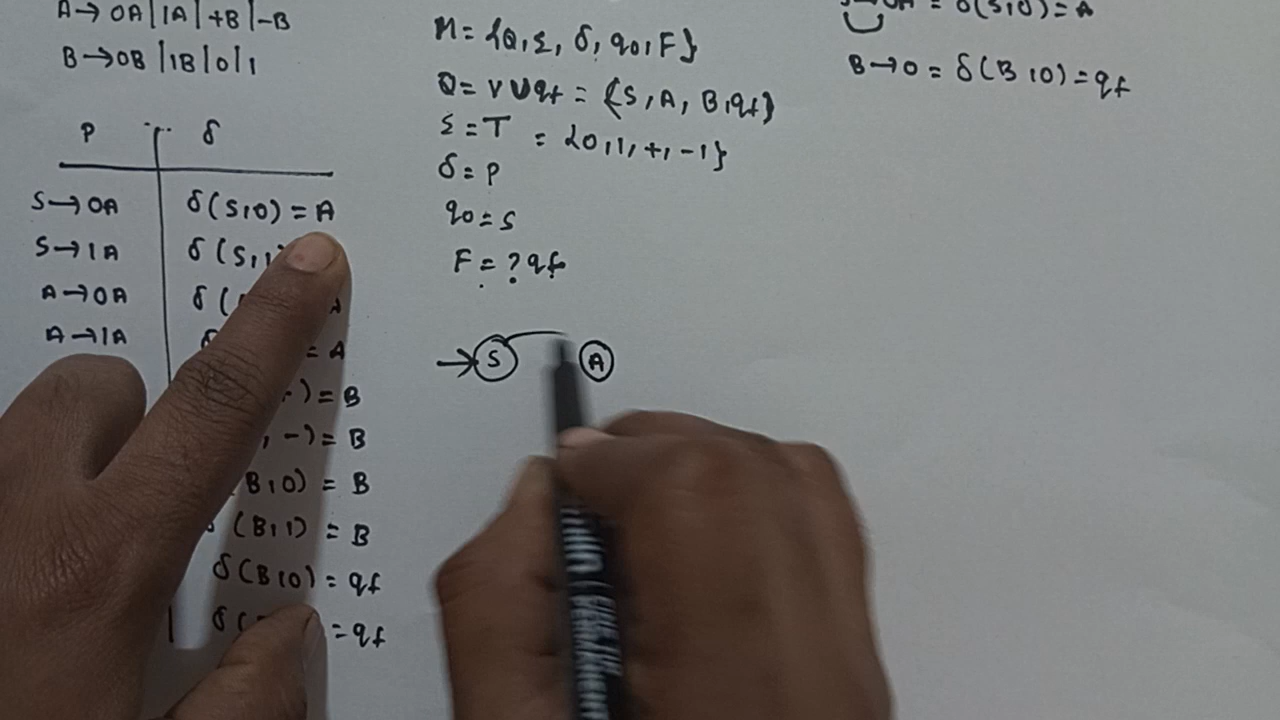 A→ 0A|1A|+B|-B
B→0B|1B|0|1
P δ
S→0A δ(S,0)=A
S→1A δ(S,1)
A→0A δ( A
A→1A δ = A
-)=B
, -)=B
(B,0) = B
(B,1) = B
δ(B,0)= qf
δ( =qf
M= {Q,Σ, δ, q0,F}
Q= V U qf = {S,A, B,qf}
Σ=T = {0,1,+,-1}
δ=P
q0=S
F=?qf
→S A
= δ(S,0)=A
B→0 = δ(B,0)=qf